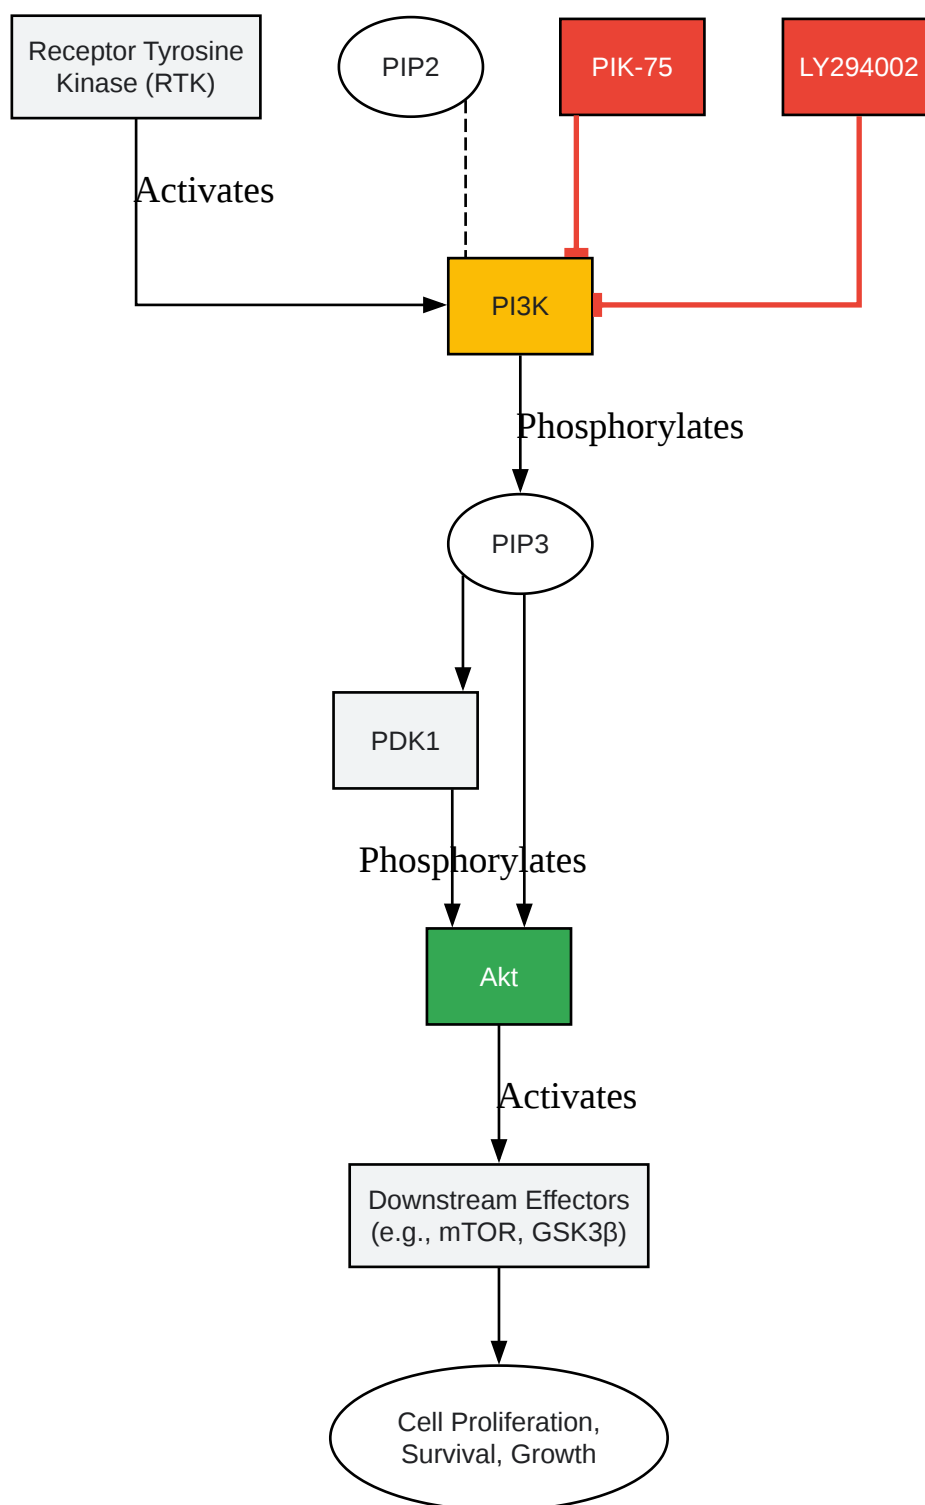 Receptor Tyrosine
Kinase (RTK)
PIP2
PIK-75
LY294002
Activates
PI3K
Phosphorylates
PIP3
PDK1
Phosphorylates
Akt
Activates
Downstream Effectors
(e.g., mTOR, GSK3β)
Cell Proliferation,
Survival, Growth